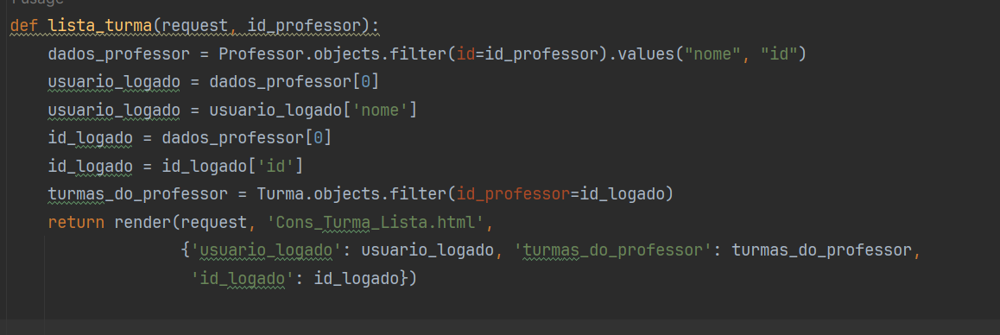 1 usage
def lista_turma(request, id_professor):
    dados_professor = Professor.objects.filter(id=id_professor).values("nome", "id")
    usuario_logado = dados_professor[0]
    usuario_logado = usuario_logado['nome']
    id_logado = dados_professor[0]
    id_logado = id_logado['id']
    turmas_do_professor = Turma.objects.filter(id_professor=id_logado)
    return render(request, 'Cons_Turma_Lista.html',
                  {'usuario_logado': usuario_logado, 'turmas_do_professor': turmas_do_professor,
                   'id_logado': id_logado})